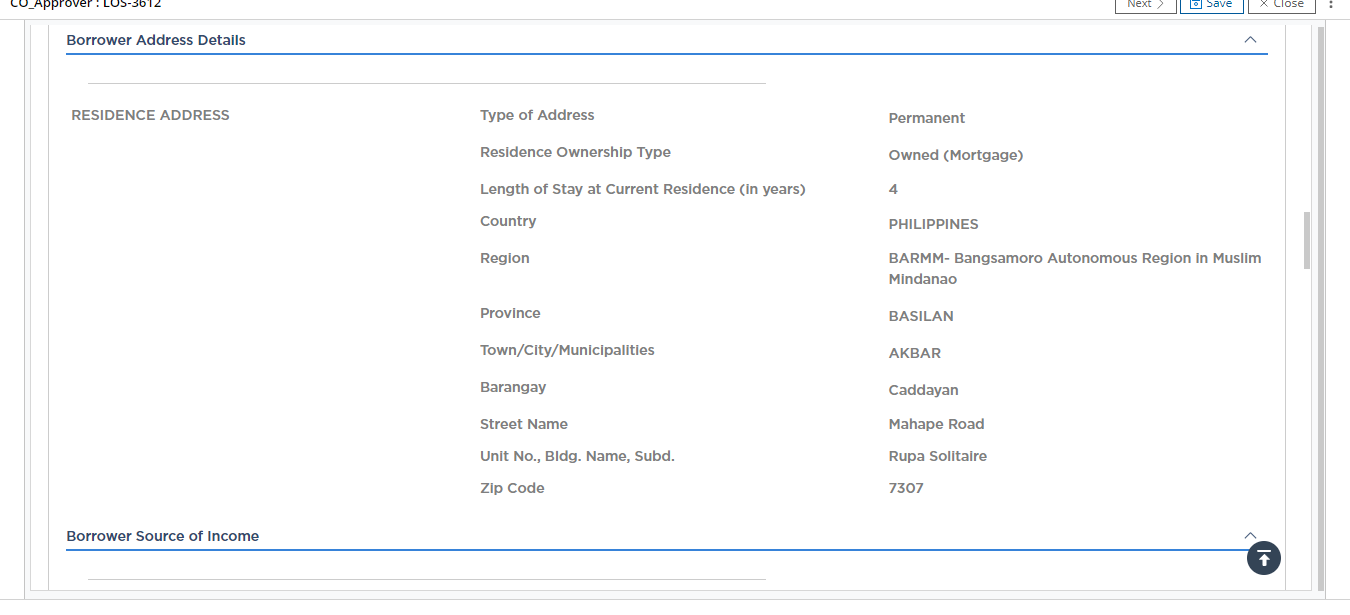 CO_Approver : LOS-3612
Next
Save
Close
Borrower Address Details
RESIDENCE ADDRESS
Type of Address
Permanent
Residence Ownership Type
Owned (Mortgage)
Length of Stay at Current Residence (in years)
4
Country
PHILIPPINES
Region
BARMM- Bangsamoro Autonomous Region in Muslim
Mindanao
Province
BASILAN
Town/City/Municipalities
AKBAR
Barangay
Caddayan
Street Name
Mahape Road
Unit No., Bldg. Name, Subd.
Rupa Solitaire
Zip Code
7307
Borrower Source of Income